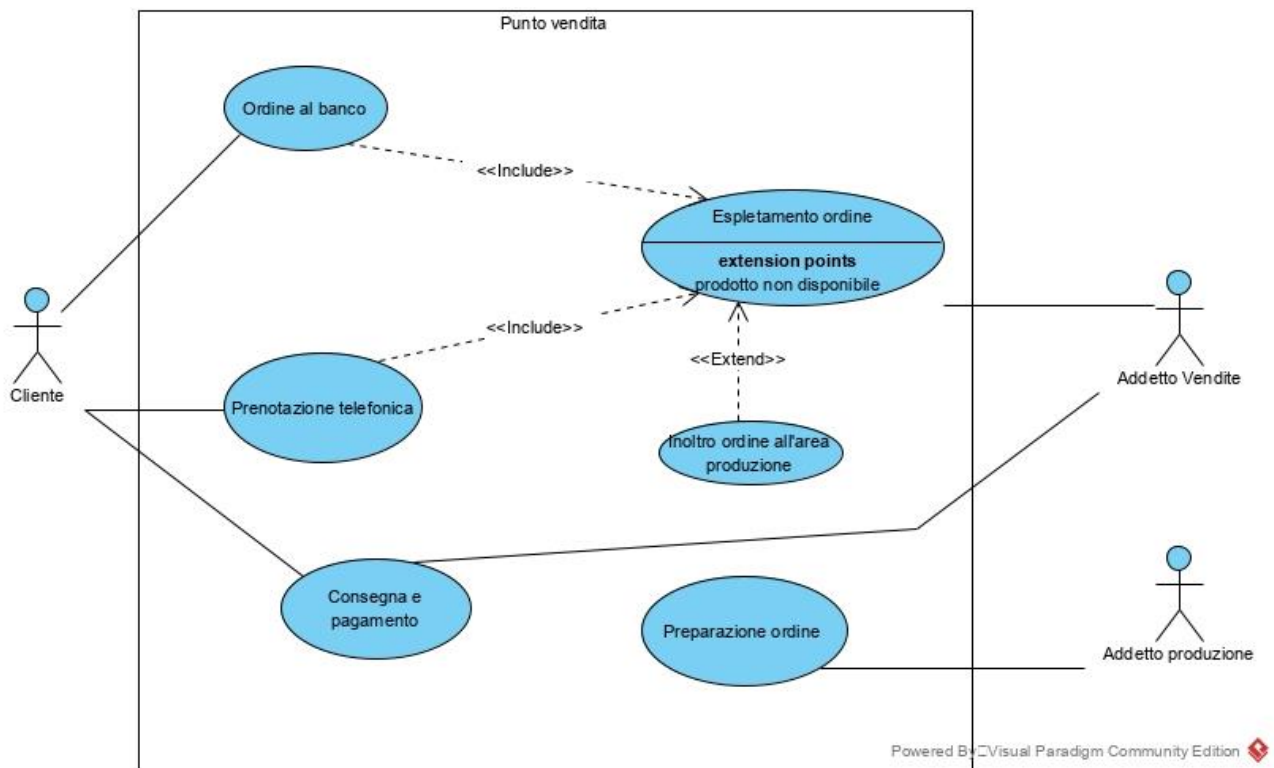 Punto vendita
Ordine al banco
<<Include>>
Espletamento ordine
extension points
prodotto non disponibile
<<Include>>
<<Extend>>
Cliente
Addetto Vendite
Prenotazione telefonica
Inoltro ordine all'area
produzione
Consegna e
pagamento
Preparazione ordine
Addetto produzione
Powered By Visual Paradigm Community Edition